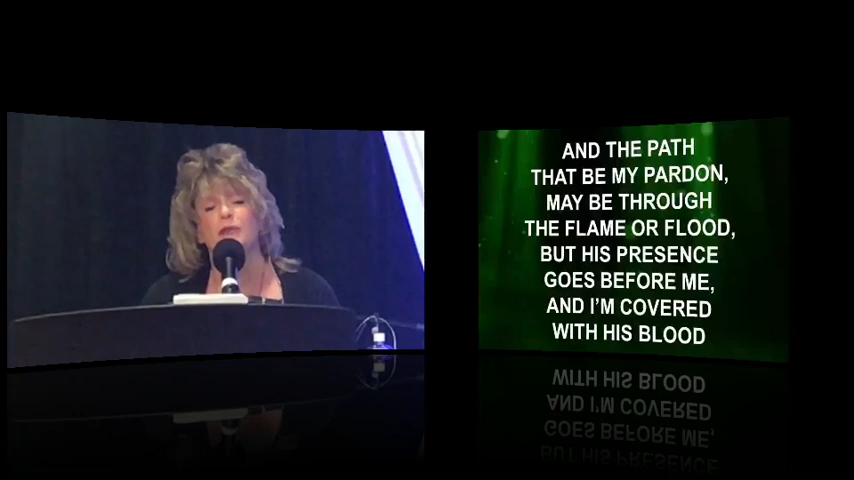 AND THE PATH
THAT BE MY PARDON,
MAY BE THROUGH
THE FLAME OR FLOOD,
BUT HIS PRESENCE
GOES BEFORE ME,
AND I'M COVERED
WITH HIS BLOOD